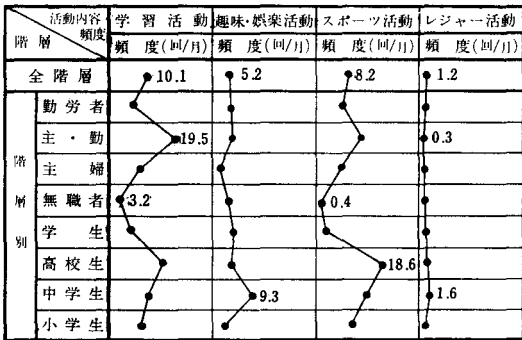 活動内容 学習活動 趣味・娯楽活動 スポーツ活動 レジャー活動
頻度
階層 頻度(回/月) 頻度(回/月) 頻度(回/月) 頻度(回/月)
全階層 10.1 5.2 8.2 1.2
階層別
勤労者
主・勤 19.5 0.3
主婦
無職者 3.2 0.4
学生
高校生 18.6
中学生 9.3 1.6
小学生